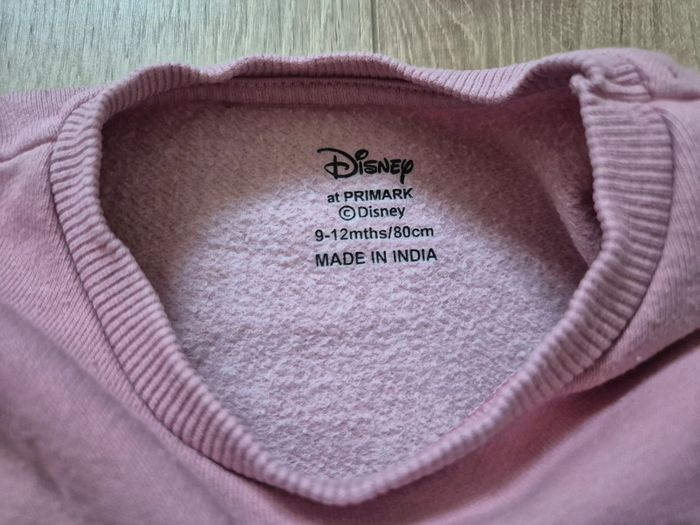 Disney
at PRIMARK
©Disney
9-12mths/80cm
MADE IN INDIA